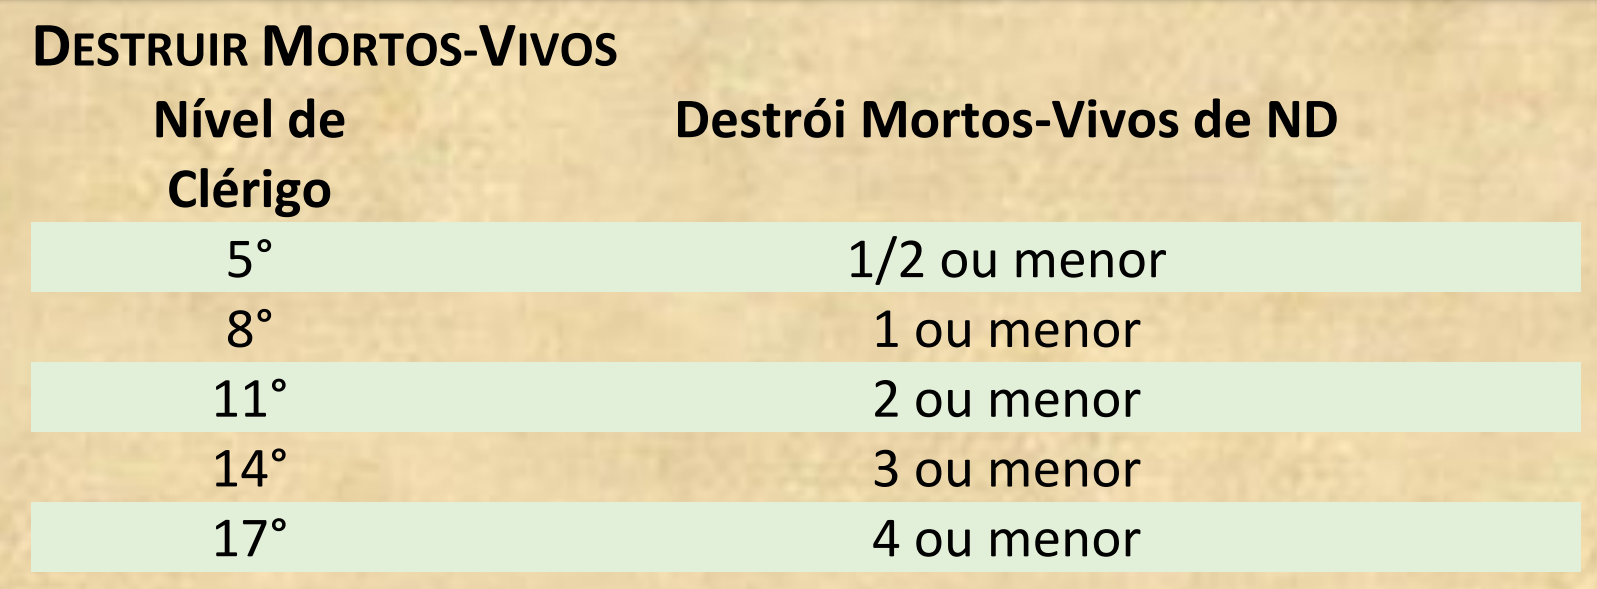 DESTRUIR MORTOS-VIVOS
Nível de Destrói Mortos-Vivos de ND
Clérigo
5° 1/2 ou menor
8° 1 ou menor
11° 2 ou menor
14° 3 ou menor
17° 4 ou menor